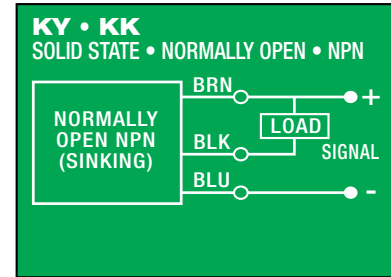 KY • KK
SOLID STATE • NORMALLY OPEN • NPN
BRN
+
NORMALLY
OPEN NPN
(SINKING)
LOAD
BLK
SIGNAL
BLU
-